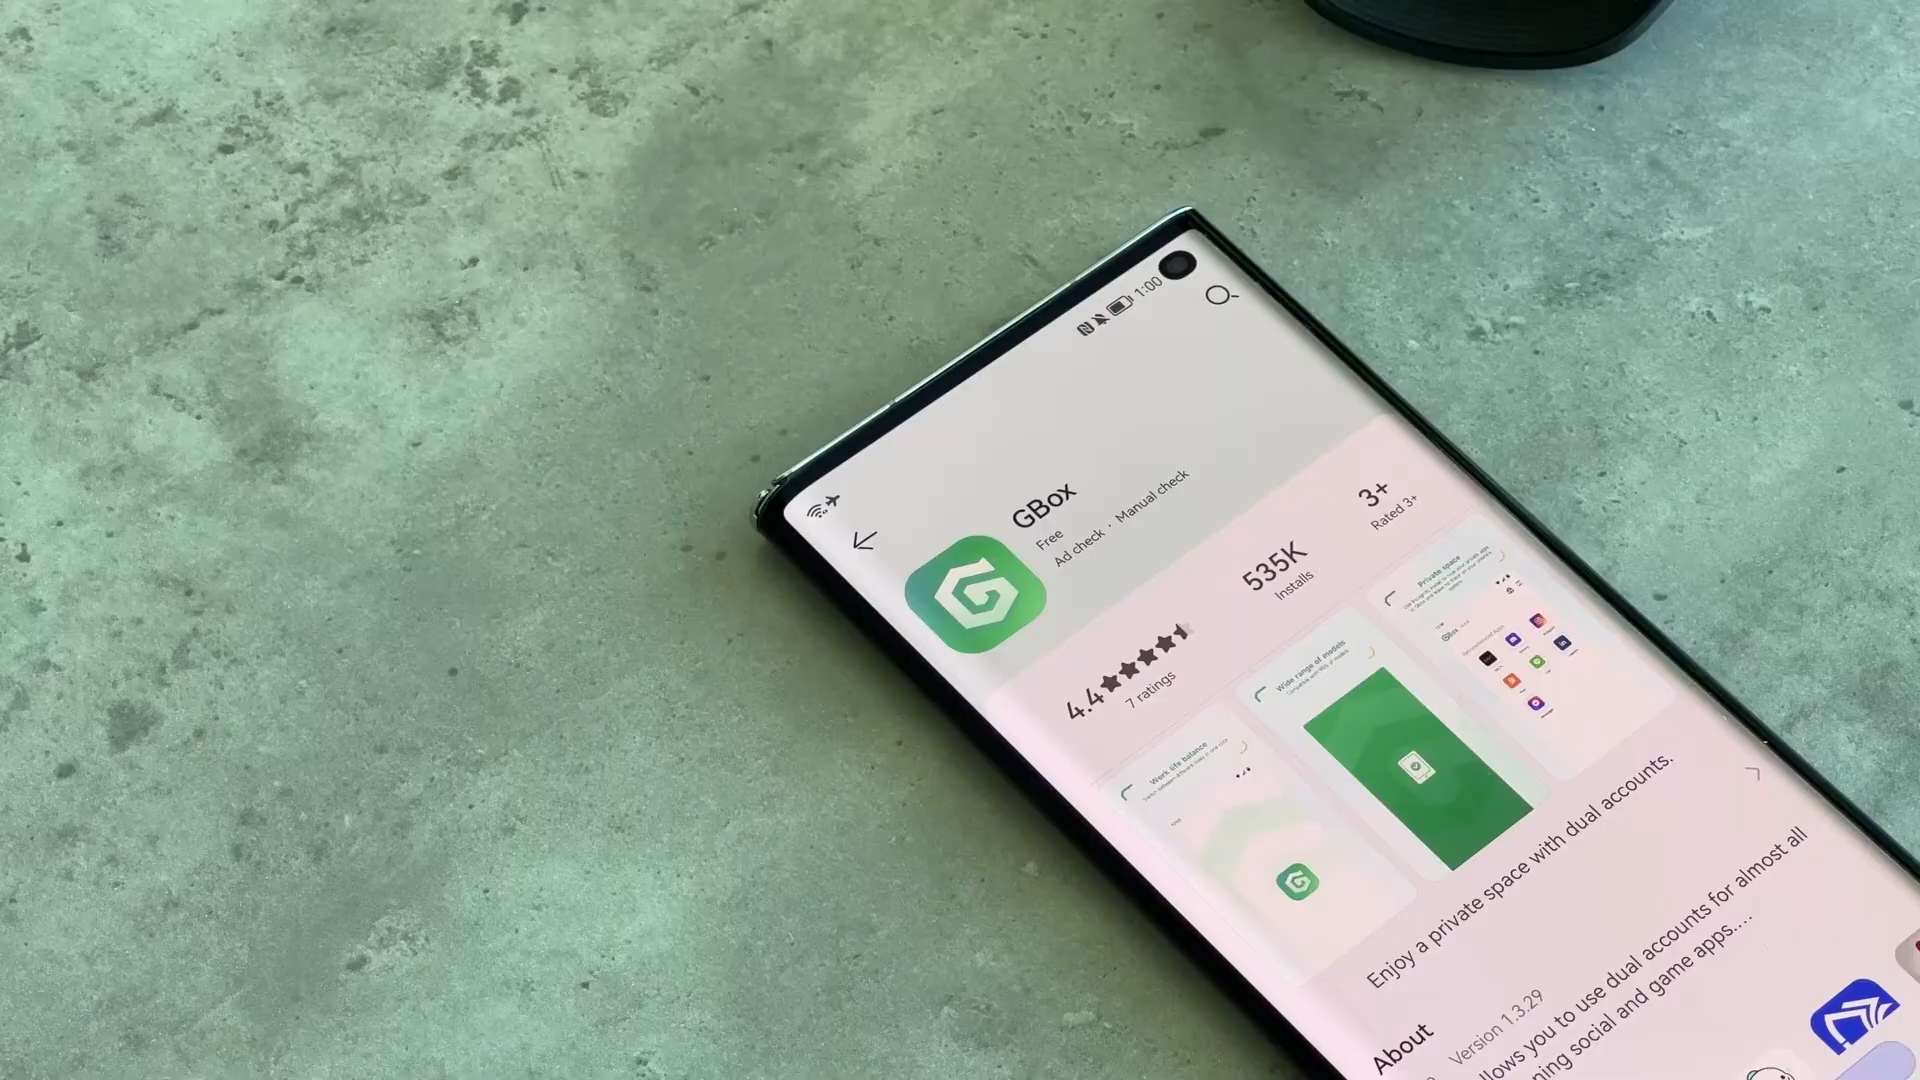 1:00
GBox
Free
Ad check · Manual check
4.4
7 ratings
535K
Installs
3+
Rated 3+
Work life balance
Wide range of models
Private space
Enjoy a private space with dual accounts.
About
Version 1.3.29
llows you to use dual accounts for almost all
ning social and game apps....